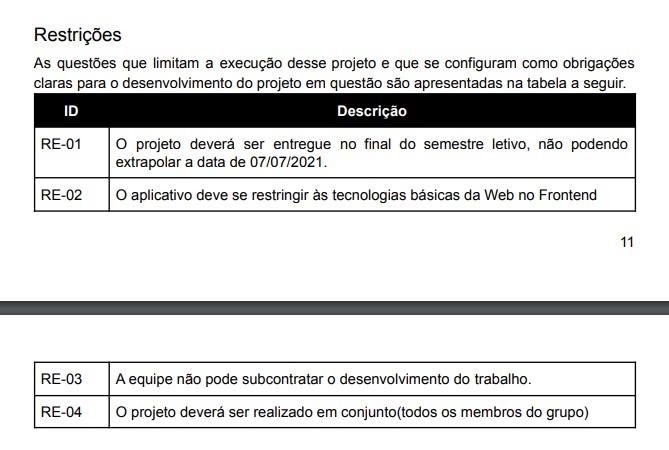 Restrições
As questões que limitam a execução desse projeto e que se configuram como obrigações
claras para o desenvolvimento do projeto em questão são apresentadas na tabela a seguir.
ID Descrição
RE-01 O projeto deverá ser entregue no final do semestre letivo, não podendo
extrapolar a data de 07/07/2021.
RE-02 O aplicativo deve se restringir às tecnologias básicas da Web no Frontend
11
RE-03 A equipe não pode subcontratar o desenvolvimento do trabalho.
RE-04 O projeto deverá ser realizado em conjunto(todos os membros do grupo)